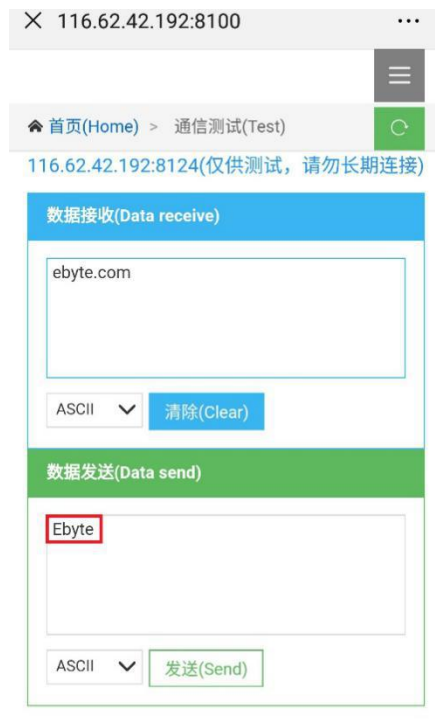 116.62.42.192:8100
首页(Home) > 通信测试(Test)
116.62.42.192:8124(仅供测试，请勿长期连接)
数据接收(Data receive)
ebyte.com
ASCII 清除(Clear)
数据发送(Data send)
Ebyte
ASCII 发送(Send)